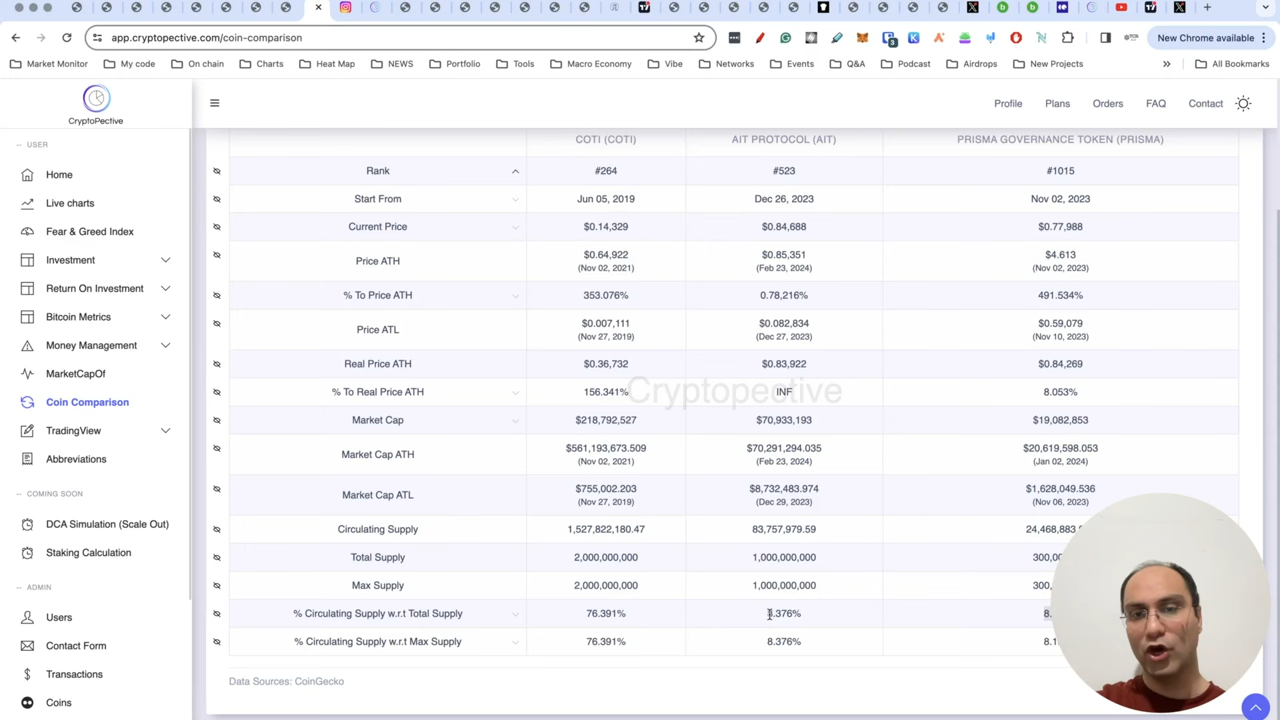 app.cryptopective.com/coin-comparison
New Chrome available
Market Monitor
My code
On chain
Charts
Heat Map
NEWS
Portfolio
Tools
Macro Economy
Vibe
Networks
Events
Q&A
Podcast
Airdrops
New Projects
»
All Bookmarks
CryptoPective
Profile
Plans
Orders
FAQ
Contact
-- USER
Home
Live charts
Fear & Greed Index
Investment
Return On Investment
Bitcoin Metrics
Money Management
MarketCapOf
Coin Comparison
TradingView
Abbreviations
-- COMING SOON
DCA Simulation (Scale Out)
Staking Calculation
-- ADMIN
Users
Contact Form
Transactions
Coins
COTI (COTI) AIT PROTOCOL (AIT) PRISMA GOVERNANCE TOKEN (PRISMA)
Rank #264 #523 #1015
Start From Jun 05, 2019 Dec 26, 2023 Nov 02, 2023
Current Price $0.14,329 $0.84,688 $0.77,988
Price ATH $0.64,922 $0.85,351 $4.613
(Nov 02, 2021) (Feb 23, 2024) (Nov 02, 2023)
% To Price ATH 353.076% 0.78,216% 491.534%
Price ATL $0.007,111 $0.082,834 $0.59,079
(Nov 27, 2019) (Dec 27, 2023) (Nov 10, 2023)
Real Price ATH $0.36,732 $0.83,922 $0.84,269
% To Real Price ATH 156.341% INF 8.053%
Cryptopective
Market Cap $218,792,527 $70,933,193 $19,082,853
Market Cap ATH $561,193,673.509 $70,291,294.035 $20,619,598.053
(Nov 02, 2021) (Feb 23, 2024) (Jan 02, 2024)
Market Cap ATL $755,002.203 $8,732,483.974 $1,628,049.536
(Nov 27, 2019) (Dec 29, 2023) (Nov 06, 2023)
Circulating Supply 1,527,822,180.47 83,757,979.59 24,468,883
Total Supply 2,000,000,000 1,000,000,000 300,00
Max Supply 2,000,000,000 1,000,000,000 300,
% Circulating Supply w.r.t Total Supply 76.391% 8.376% 8.
% Circulating Supply w.r.t Max Supply 76.391% 8.376% 8.1
Data Sources: CoinGecko